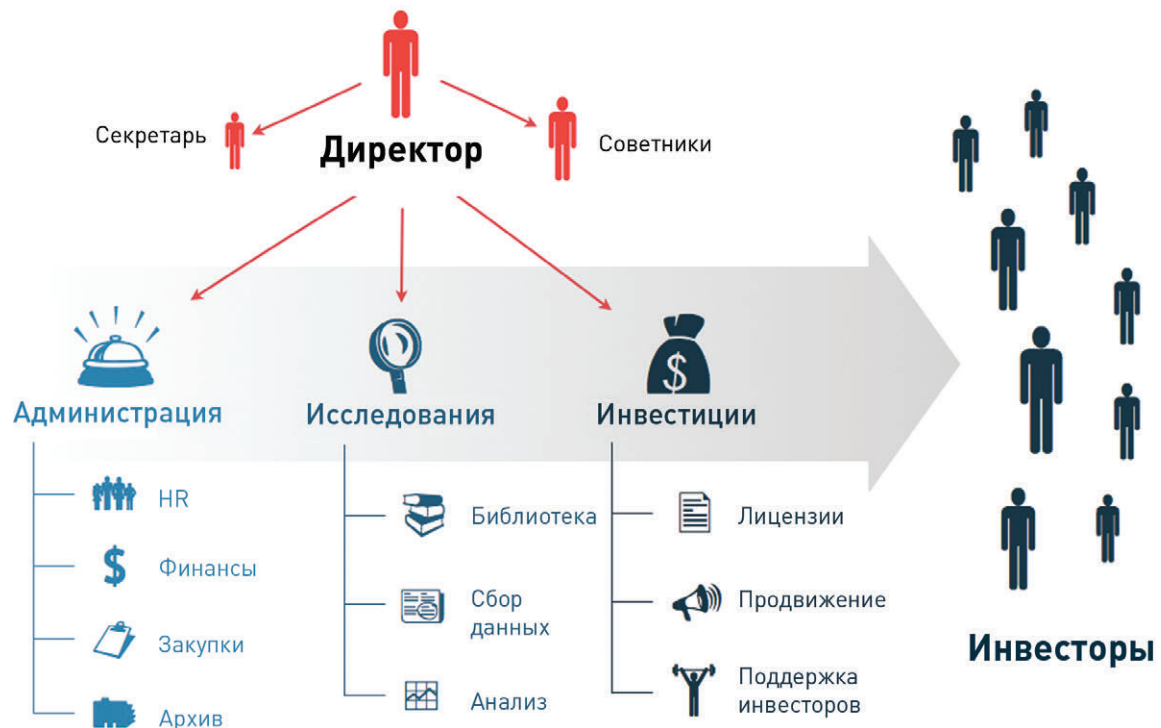 Секретарь
Директор
Советники
Администрация
HR
Финансы
Закупки
Архив
Исследования
Библиотека
Сбор
данных
Анализ
Инвестиции
$
Лицензии
Продвижение
Поддержка
инвесторов
Инвесторы